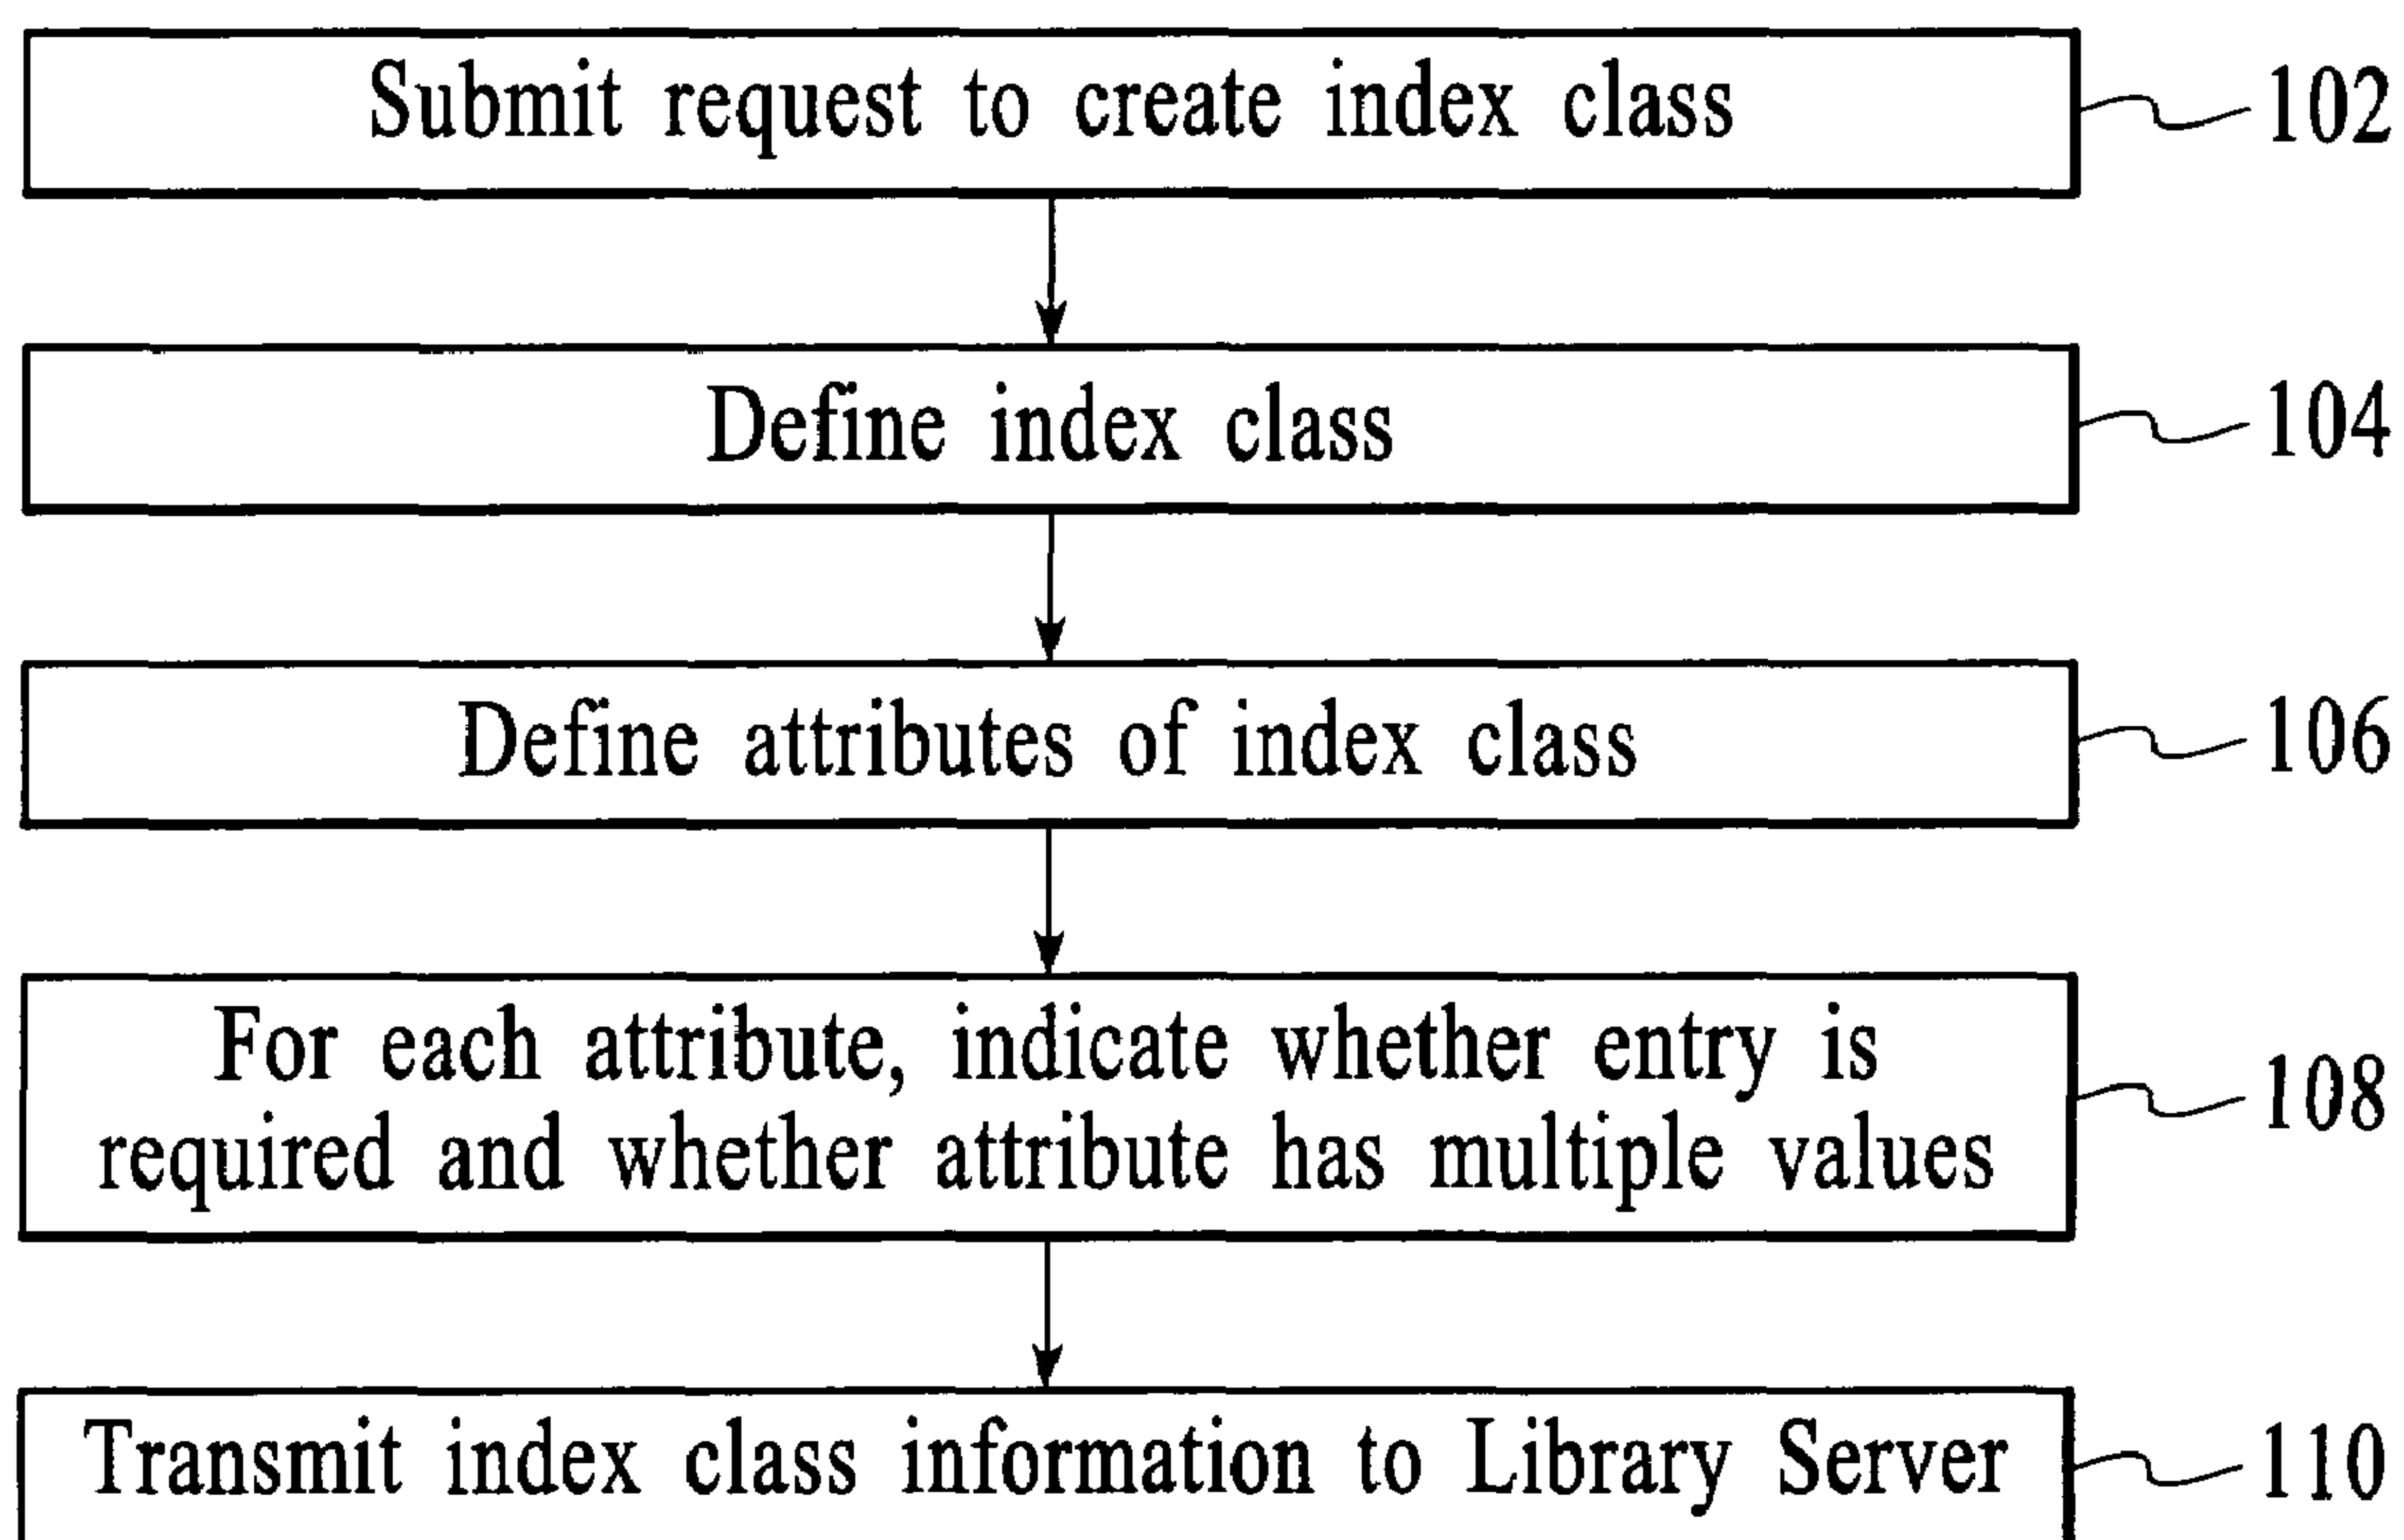 Submit request to create index class
102
Define index class
104
Define attributes of index class
106
For each attribute, indicate whether entry is
required and whether attribute has multiple values
108
Transmit index class information to Library Server
110